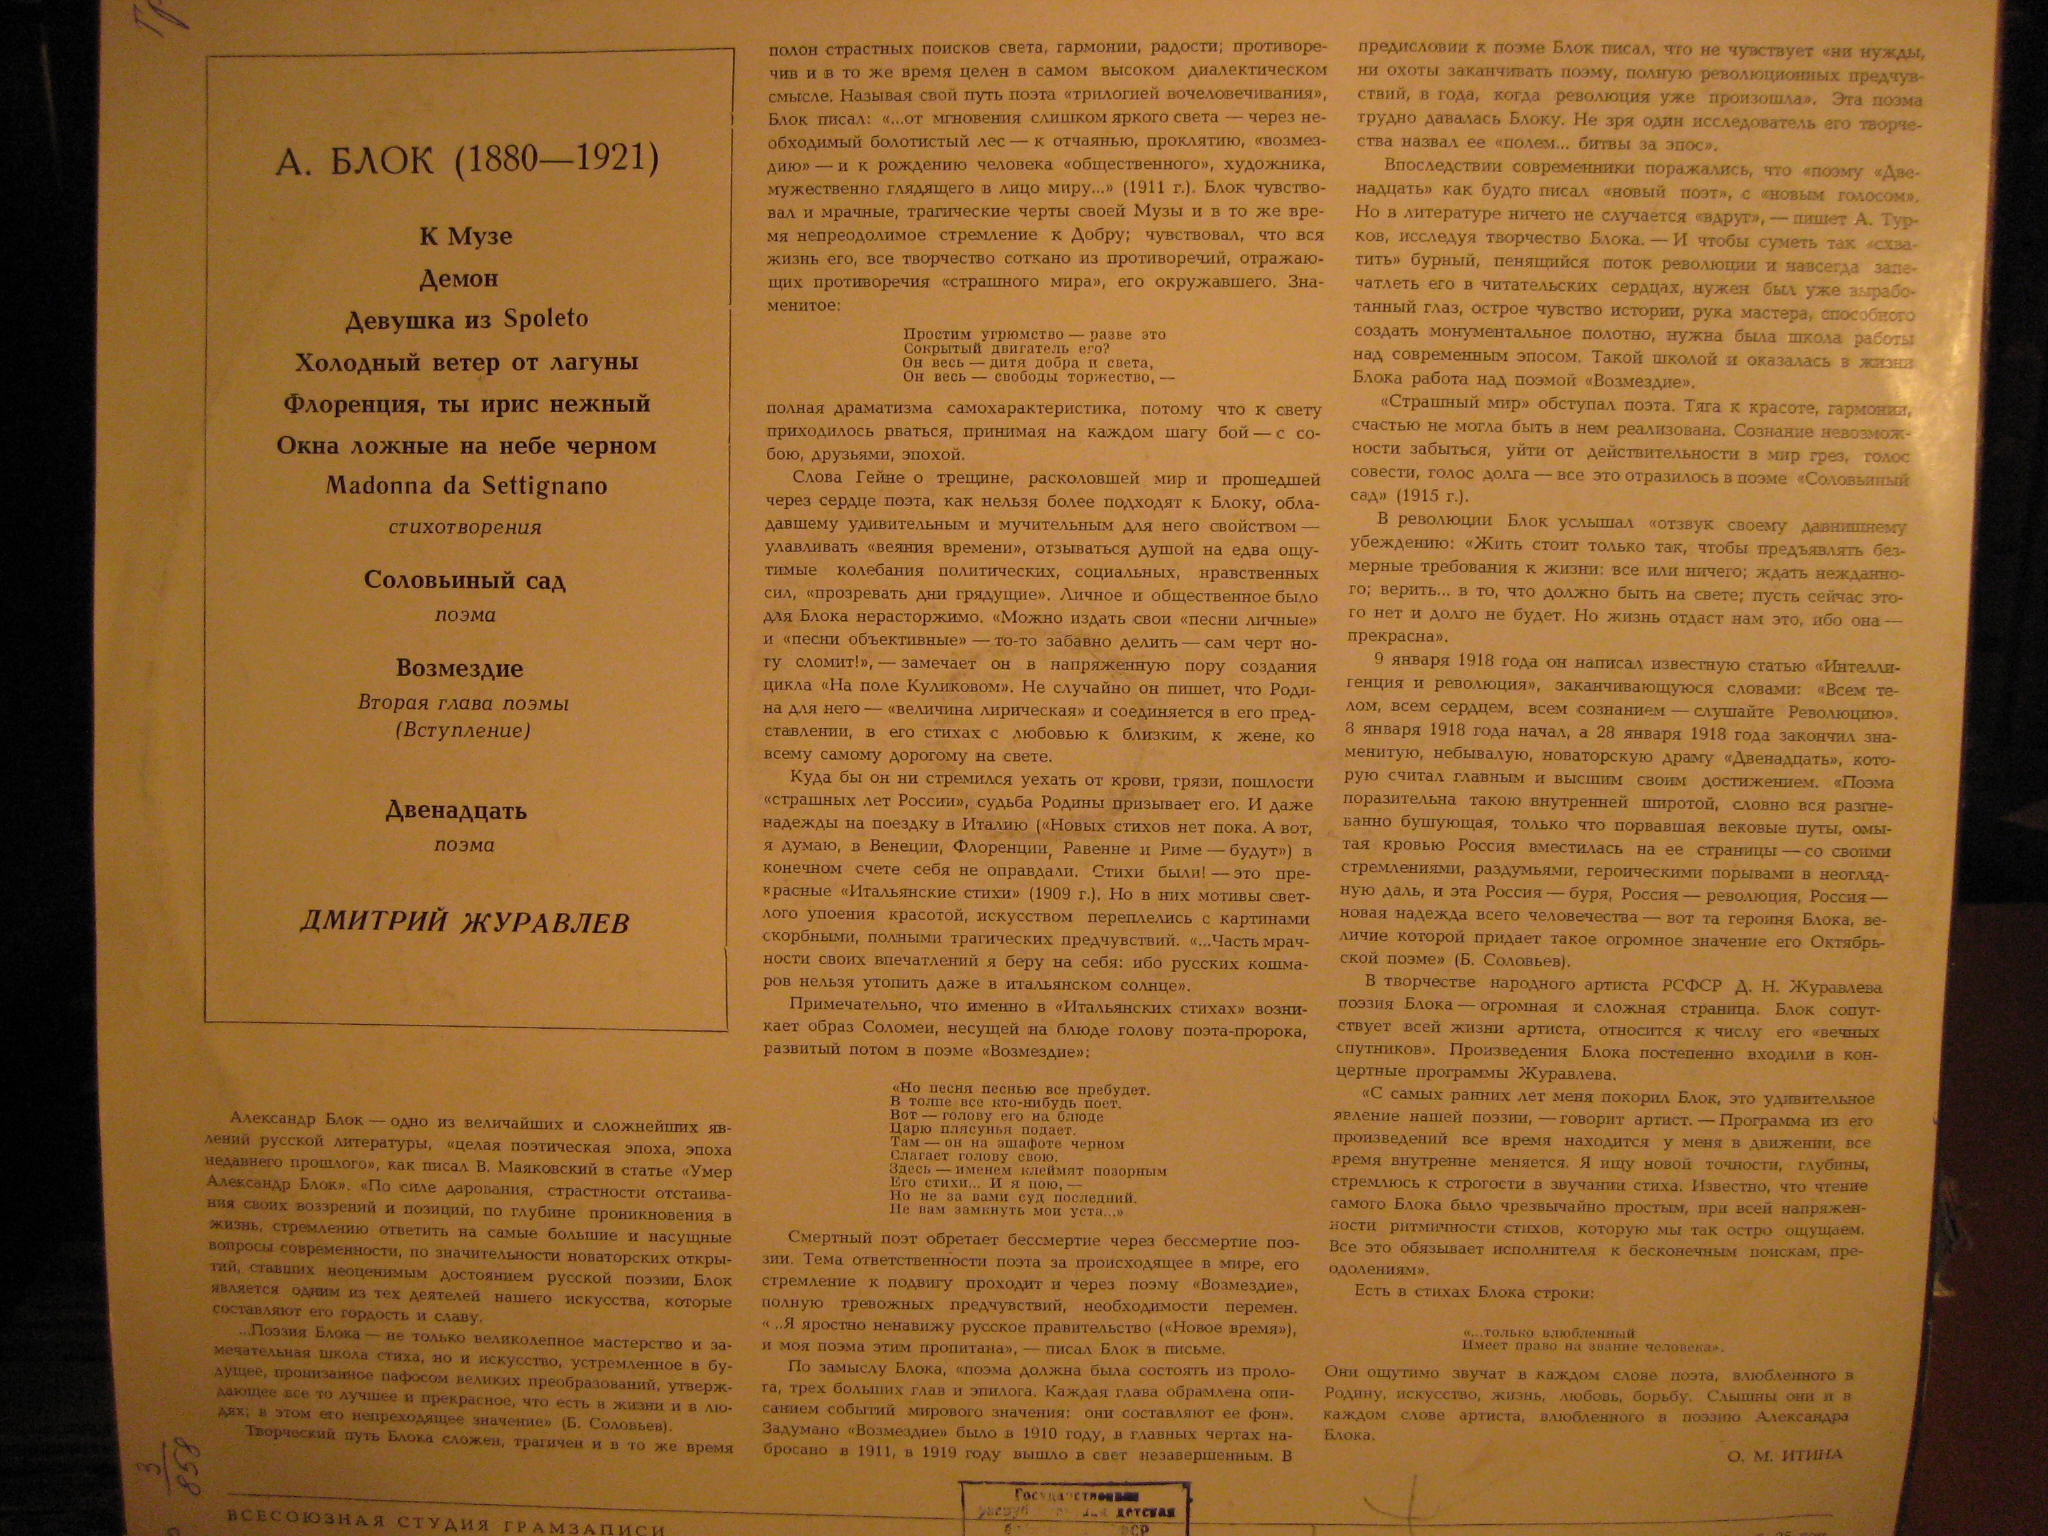 А. БЛОК (1880—1921)
К Музе
Демон
Девушка из Spoleto
Холодный ветер от лагуны
Флоренция, ты ирис нежный
Окна ложные на небе черном
Madonna da Settignano
стихотворения
Соловьиный сад
поэма
Возмездие
Вторая глава поэмы
(Вступление)
Двенадцать
поэма
ДМИТРИЙ ЖУРАВЛЕВ
Александр Блок — одно из величайших и сложнейших яв-
лений русской литературы, «целая поэтическая эпоха, эпоха
недавнего прошлого», как писал В. Маяковский в статье «Умер
Александр Блок». «По силе дарования, страстности отстаива-
ния своих воззрений и позиций, по глубине проникновения в
жизнь, стремлению ответить на самые большие и насущные
вопросы современности, по значительности новаторских откры-
тий, ставших неоценимым достоянием русской поэзии, Блок
является одним из тех деятелей нашего искусства, которые
составляют его гордость и славу.
...Поэзия Блока — не только великолепное мастерство и за-
мечательная школа стиха, но и искусство, устремленное в бу-
дущее, пронизанное пафосом великих преобразований, утверж-
дающее все то лучшее и прекрасное, что есть в жизни и в лю-
дях; в этом его непреходящее значение» (Б. Соловьев).
Творческий путь Блока сложен, трагичен и в то же время
полон страстных поисков света, гармонии, радости; противоре-
чив и в то же время целен в самом высоком диалектическом
смысле. Называя свой путь поэта «трилогией вочеловечивания»,
Блок писал: «...от мгновения слишком яркого света — через не-
обходимый болотистый лес — к отчаянью, проклятию, «возмез-
дию» — и к рождению человека «общественного», художника,
мужественно глядящего в лицо миру...» (1911 г.). Блок чувство-
вал и мрачные, трагические черты своей Музы и в то же вре-
мя непреодолимое стремление к Добру; чувствовал, что вся
жизнь его, все творчество соткано из противоречий, отражаю-
щих противоречия «страшного мира», его окружавшего. Зна-
менитое:
Простим угрюмство — разве это
Сокрытый двигатель его?
Он весь — дитя добра и света,
Он весь — свободы торжество, —
полная драматизма самохарактеристика, потому что к свету
приходилось рваться, принимая на каждом шагу бой — с со-
бою, друзьями, эпохой.
Слова Гейне о трещине, расколовшей мир и прошедшей
через сердце поэта, как нельзя более подходят к Блоку, обла-
давшему удивительным и мучительным для него свойством —
улавливать «веяния времени», отзываться душой на едва ощу-
тимые колебания политических, социальных, нравственных
сил, «прозревать дни грядущие». Личное и общественное было
для Блока нерасторжимо. «Можно издать свои «песни личные»
и «песни объективные» — то-то забавно делить — сам черт но-
гу сломит!», — замечает он в напряженную пору создания
цикла «На поле Куликовом». Не случайно он пишет, что Роди-
на для него — «величина лирическая» и соединяется в его пред-
ставлении, в его стихах с любовью к близким, к жене, ко
всему самому дорогому на свете.
Куда бы он ни стремился уехать от крови, грязи, пошлости
«страшных лет России», судьба Родины призывает его. И даже
надежды на поездку в Италию («Новых стихов нет пока. А вот,
я думаю, в Венеции, Флоренции, Равенне и Риме — будут») в
конечном счете себя не оправдали. Стихи были! — это пре-
красные «Итальянские стихи» (1909 г.). Но в них мотивы свет-
лого упоения красотой, искусством переплелись с картинами
скорбными, полными трагических предчувствий. «...Часть мрач-
ности своих впечатлений я беру на себя: ибо русских кошма-
ров нельзя утопить даже в итальянском солнце».
Примечательно, что именно в «Итальянских стихах» возни-
кает образ Соломеи, несущей на блюде голову поэта-пророка,
развитый потом в поэме «Возмездие»:
«Но песня песнью все пребудет.
В толпе все кто-нибудь поет.
Вот — голову его на блюде
Царю плясунья подает.
Там — он на эшафоте черном
Слагает голову свою.
Здесь — именем клеймят позорным
Его стихи... И я пою, —
Но не за вами суд последний.
Не вам замкнуть мои уста...»
Смертный поэт обретает бессмертие через бессмертие поэ-
зии. Тема ответственности поэта за происходящее в мире, его
стремление к подвигу проходит и через поэму «Возмездие»,
полную тревожных предчувствий, необходимости перемен.
«...Я яростно ненавижу русское правительство («Новое время»),
и моя поэма этим пропитана», — писал Блок в письме.
По замыслу Блока, «поэма должна была состоять из проло-
га, трех больших глав и эпилога. Каждая глава обрамлена опи-
санием событий мирового значения: они составляют ее фон».
Задумано «Возмездие» было в 1910 году, в главных чертах на-
бросано в 1911, в 1919 году вышло в свет незавершенным. В
предисловии к поэме Блок писал, что не чувствует «ни нужды,
ни охоты заканчивать поэму, полную революционных предчув-
ствий, в года, когда революция уже произошла». Эта поэма
трудно давалась Блоку. Не зря один исследователь его творче-
ства назвал ее «полем... битвы за эпос».
Впоследствии современники поражались, что «поэму «Две-
надцать» как будто писал «новый поэт», с «новым голосом».
Но в литературе ничего не случается «вдруг», — пишет А. Тур-
ков, исследуя творчество Блока. — И чтобы суметь так «схва-
тить» бурный, пенящийся поток революции и навсегда запе-
чатлеть его в читательских сердцах, нужен был уже вырабо-
танный глаз, острое чувство истории, рука мастера, способного
создать монументальное полотно, нужна была школа работы
над современным эпосом. Такой школой и оказалась в жизни
Блока работа над поэмой «Возмездие».
«Страшный мир» обступал поэта. Тяга к красоте, гармонии,
счастью не могла быть в нем реализована. Сознание невозмож-
ности забыться, уйти от действительности в мир грез, голос
совести, голос долга — все это отразилось в поэме «Соловьиный
сад» (1915 г.).
В революции Блок услышал «отзвук своему давнишнему
убеждению: «Жить стоит только так, чтобы предъявлять без-
мерные требования к жизни: все или ничего; ждать нежданно-
го; верить... в то, что должно быть на свете; пусть сейчас это-
го нет и долго не будет. Но жизнь отдаст нам это, ибо она —
прекрасна».
9 января 1918 года он написал известную статью «Интелли-
генция и революция», заканчивающуюся словами: «Всем те-
лом, всем сердцем, всем сознанием — слушайте Революцию».
8 января 1918 года начал, а 28 января 1918 года закончил зна-
менитую, небывалую, новаторскую драму «Двенадцать», кото-
рую считал главным и высшим своим достижением. «Поэма
поразительна такою внутренней широтой, словно вся разгне-
ванно бушующая, только что порвавшая вековые путы, омы-
тая кровью Россия вместилась на ее страницы — со своими
стремлениями, раздумьями, героическими порывами в неогляд-
ную даль, и эта Россия — буря, Россия — революция, Россия —
новая надежда всего человечества — вот та героиня Блока, ве-
личие которой придает такое огромное значение его Октябрь-
ской поэме» (Б. Соловьев).
В творчестве народного артиста РСФСР Д. Н. Журавлева
поэзия Блока — огромная и сложная страница. Блок сопут-
ствует всей жизни артиста, относится к числу его «вечных
спутников». Произведения Блока постепенно входили в кон-
цертные программы Журавлева.
«С самых ранних лет меня покорил Блок, это удивительное
явление нашей поэзии, — говорит артист. — Программа из его
произведений все время находится у меня в движении, все
время внутренне меняется. Я ищу новой точности, глубины,
стремлюсь к строгости в звучании стиха. Известно, что чтение
самого Блока было чрезвычайно простым, при всей напряжен-
ности ритмичности стихов, которую мы так остро ощущаем.
Все это обязывает исполнителя к бесконечным поискам, пре-
одолениям».
Есть в стихах Блока строки:
«...только влюбленный
Имеет право на звание человека».
Они ощутимо звучат в каждом слове поэта, влюбленного в
Родину, искусство, жизнь, любовь, борьбу. Слышны они и в
каждом слове артиста, влюбленного в поэзию Александра
Блока.
О. М. ИТИНА
3
858
ВСЕСОЮЗНАЯ СТУДИЯ ГРАМЗАПИСИ
Государственная
детская